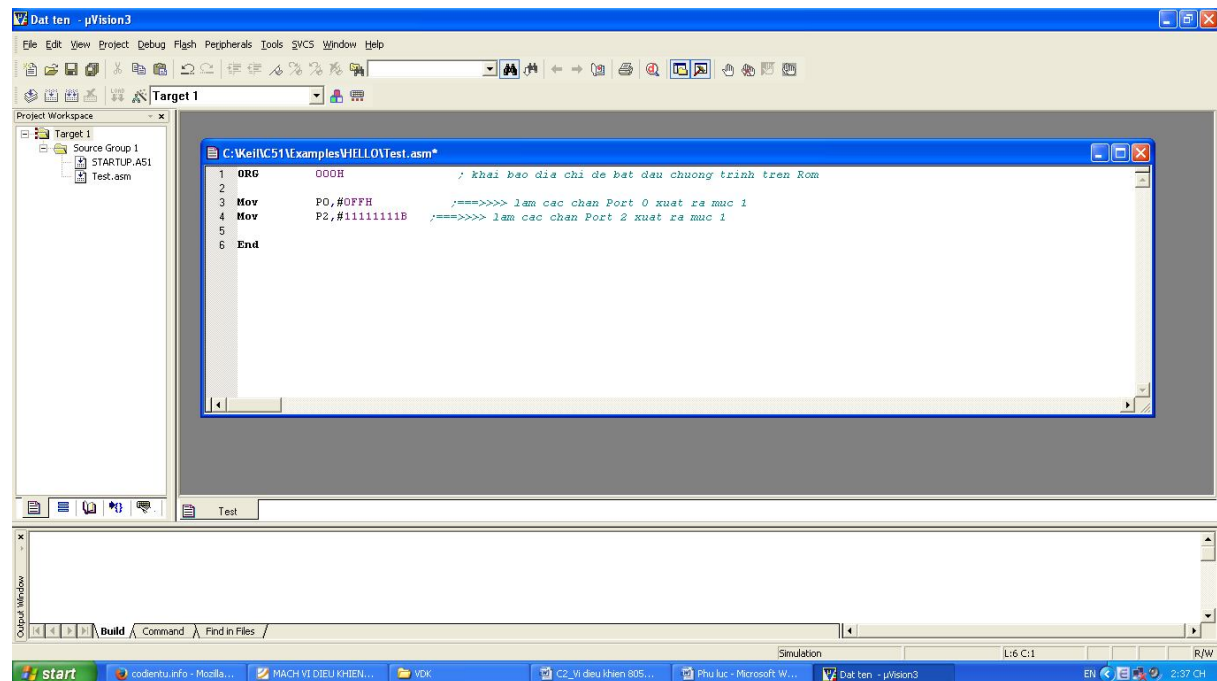 Dat ten - µVision3
File Edit View Project Debug Flash Peripherals Tools SVCS Window Help
Target 1
Project Workspace
Target 1
Source Group 1
STARTUP.A51
Test.asm
C:\Keil\C51\Examples\HELLO\Test.asm*
1 ORG 000H ; khai bao dia chi de bat dau chuong trinh tren Rom
2
3 Mov P0,#0FFH ;===>>>> lam cac chan Port 0 xuat ra muc 1
4 Mov P2,#11111111B ;===>>>> lam cac chan Port 2 xuat ra muc 1
5
6 End
Test
Output Window
Build Command Find in Files
Simulation L:6 C:1 R/W
start codientu.info - Mozilla... MACH VI DIEU KHIEN... VDK C2_Vi dieu khien 805... Phu luc - Microsoft W... Dat ten - µVision3 EN 2:37 CH